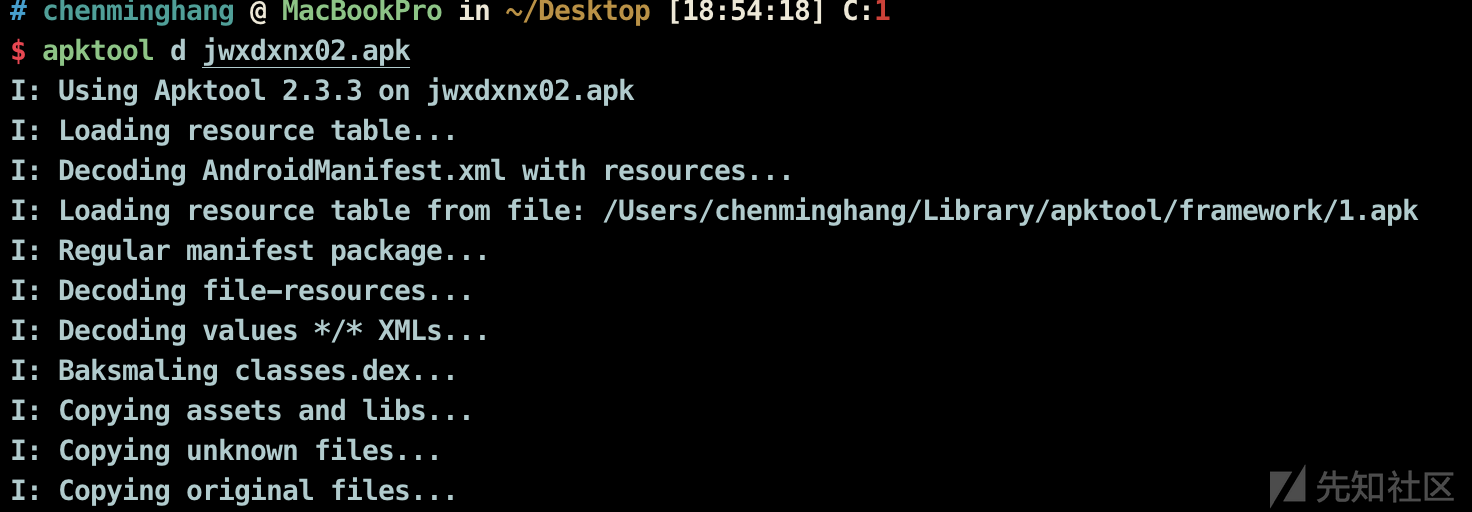 # chenminghang @ MacBookPro in ~/Desktop [18:54:18] C:1
$ apktool d jwxdxnx02.apk
I: Using Apktool 2.3.3 on jwxdxnx02.apk
I: Loading resource table...
I: Decoding AndroidManifest.xml with resources...
I: Loading resource table from file: /Users/chenminghang/Library/apktool/framework/1.apk
I: Regular manifest package...
I: Decoding file-resources...
I: Decoding values */* XMLs...
I: Baksmaling classes.dex...
I: Copying assets and libs...
I: Copying unknown files...
I: Copying original files...
先知社区